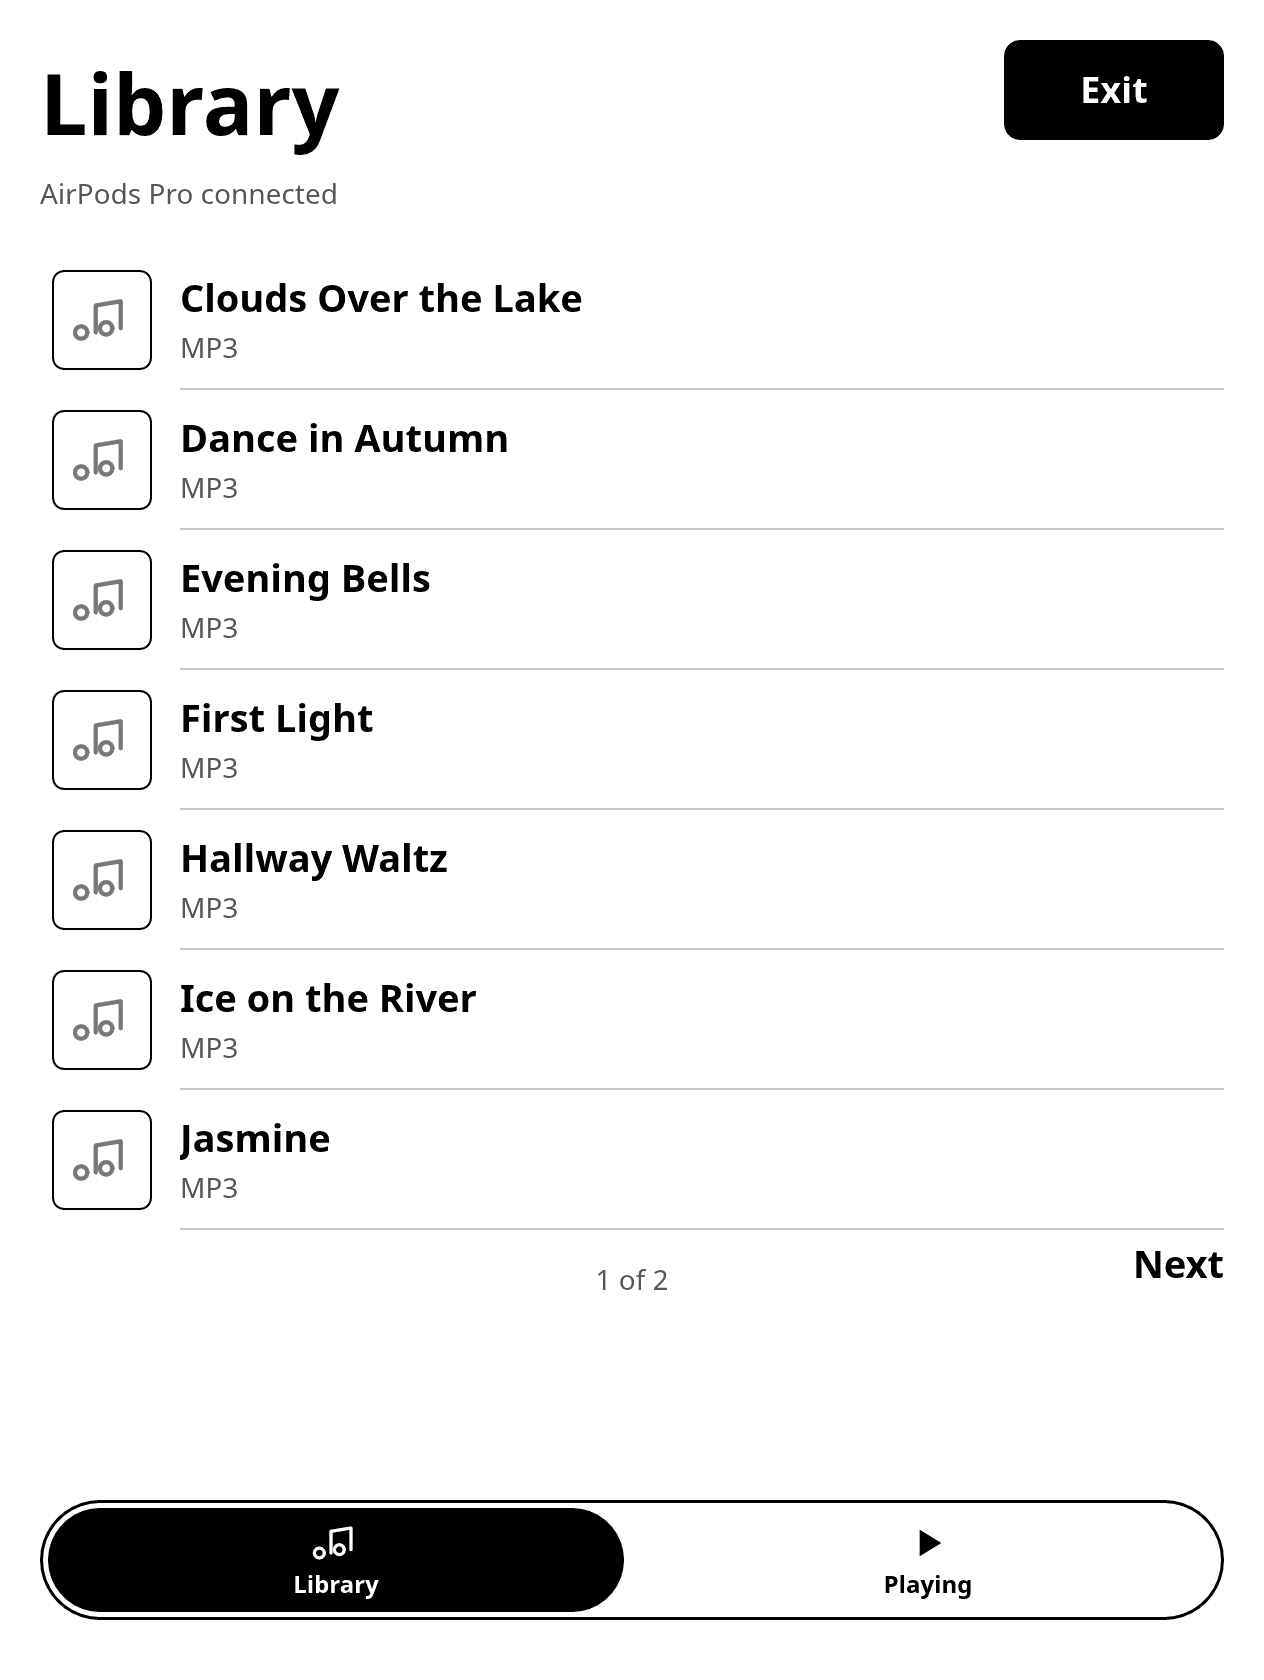 Library
Exit
AirPods Pro connected
Clouds Over the Lake
MP3
Dance in Autumn
MP3
Evening Bells
MP3
First Light
MP3
Hallway Waltz
MP3
Ice on the River
MP3
Jasmine
MP3
1 of 2
Next
Library
Playing